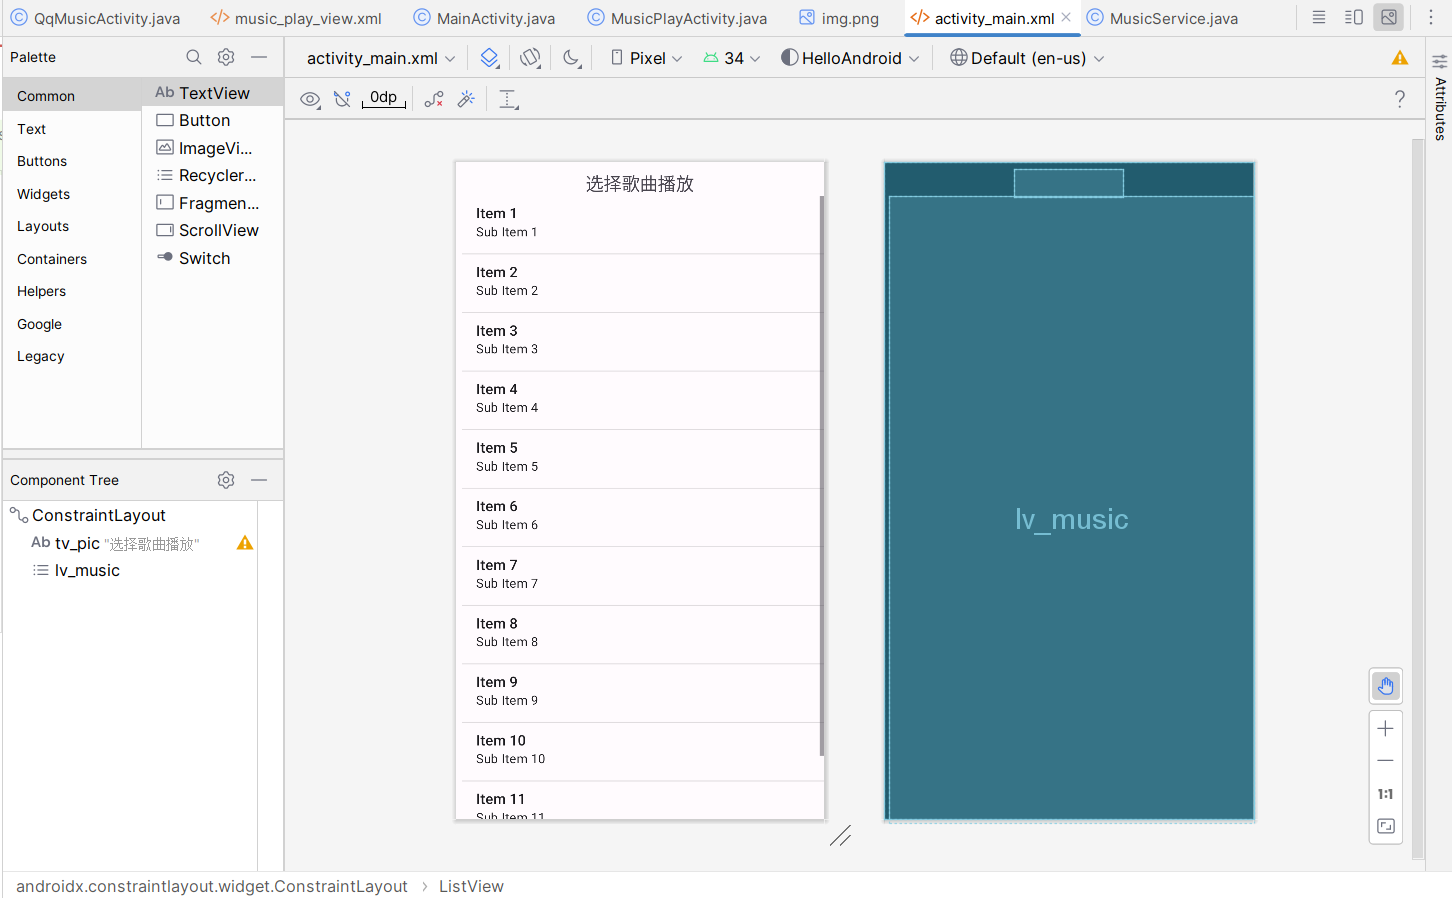 QqMusicActivity.java
music_play_view.xml
MainActivity.java
MusicPlayActivity.java
img.png
activity_main.xml
MusicService.java
Palette
activity_main.xml
Pixel
34
HelloAndroid
Default (en-us)
Attributes
0dp
?
Common
Text
Buttons
Widgets
Layouts
Containers
Helpers
Google
Legacy
Ab TextView
Button
ImageVi...
Recycler...
Fragmen...
ScrollView
Switch
Component Tree
ConstraintLayout
Ab tv_pic "选择歌曲播放"
lv_music
选择歌曲播放
Item 1
Sub Item 1
Item 2
Sub Item 2
Item 3
Sub Item 3
Item 4
Sub Item 4
Item 5
Sub Item 5
Item 6
Sub Item 6
Item 7
Sub Item 7
Item 8
Sub Item 8
Item 9
Sub Item 9
Item 10
Sub Item 10
Item 11
Sub Item 11
lv_music
1:1
androidx.constraintlayout.widget.ConstraintLayout › ListView